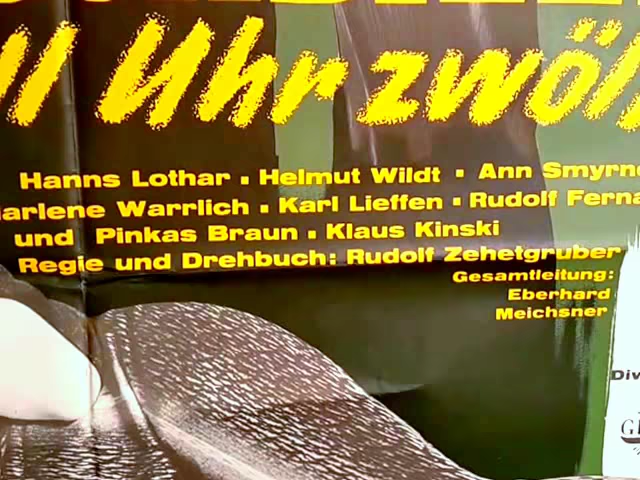 Uhr zwöl
Hanns Lothar · Helmut Wildt · Ann Smyrn
arlene Warrlich · Karl Lieffen · Rudolf Ferna
und Pinkas Braun · Klaus Kinski
Regie und Drehbuch: Rudolf Zehetgruber
Gesamtleitung:
Eberhard
Meichsner
Div